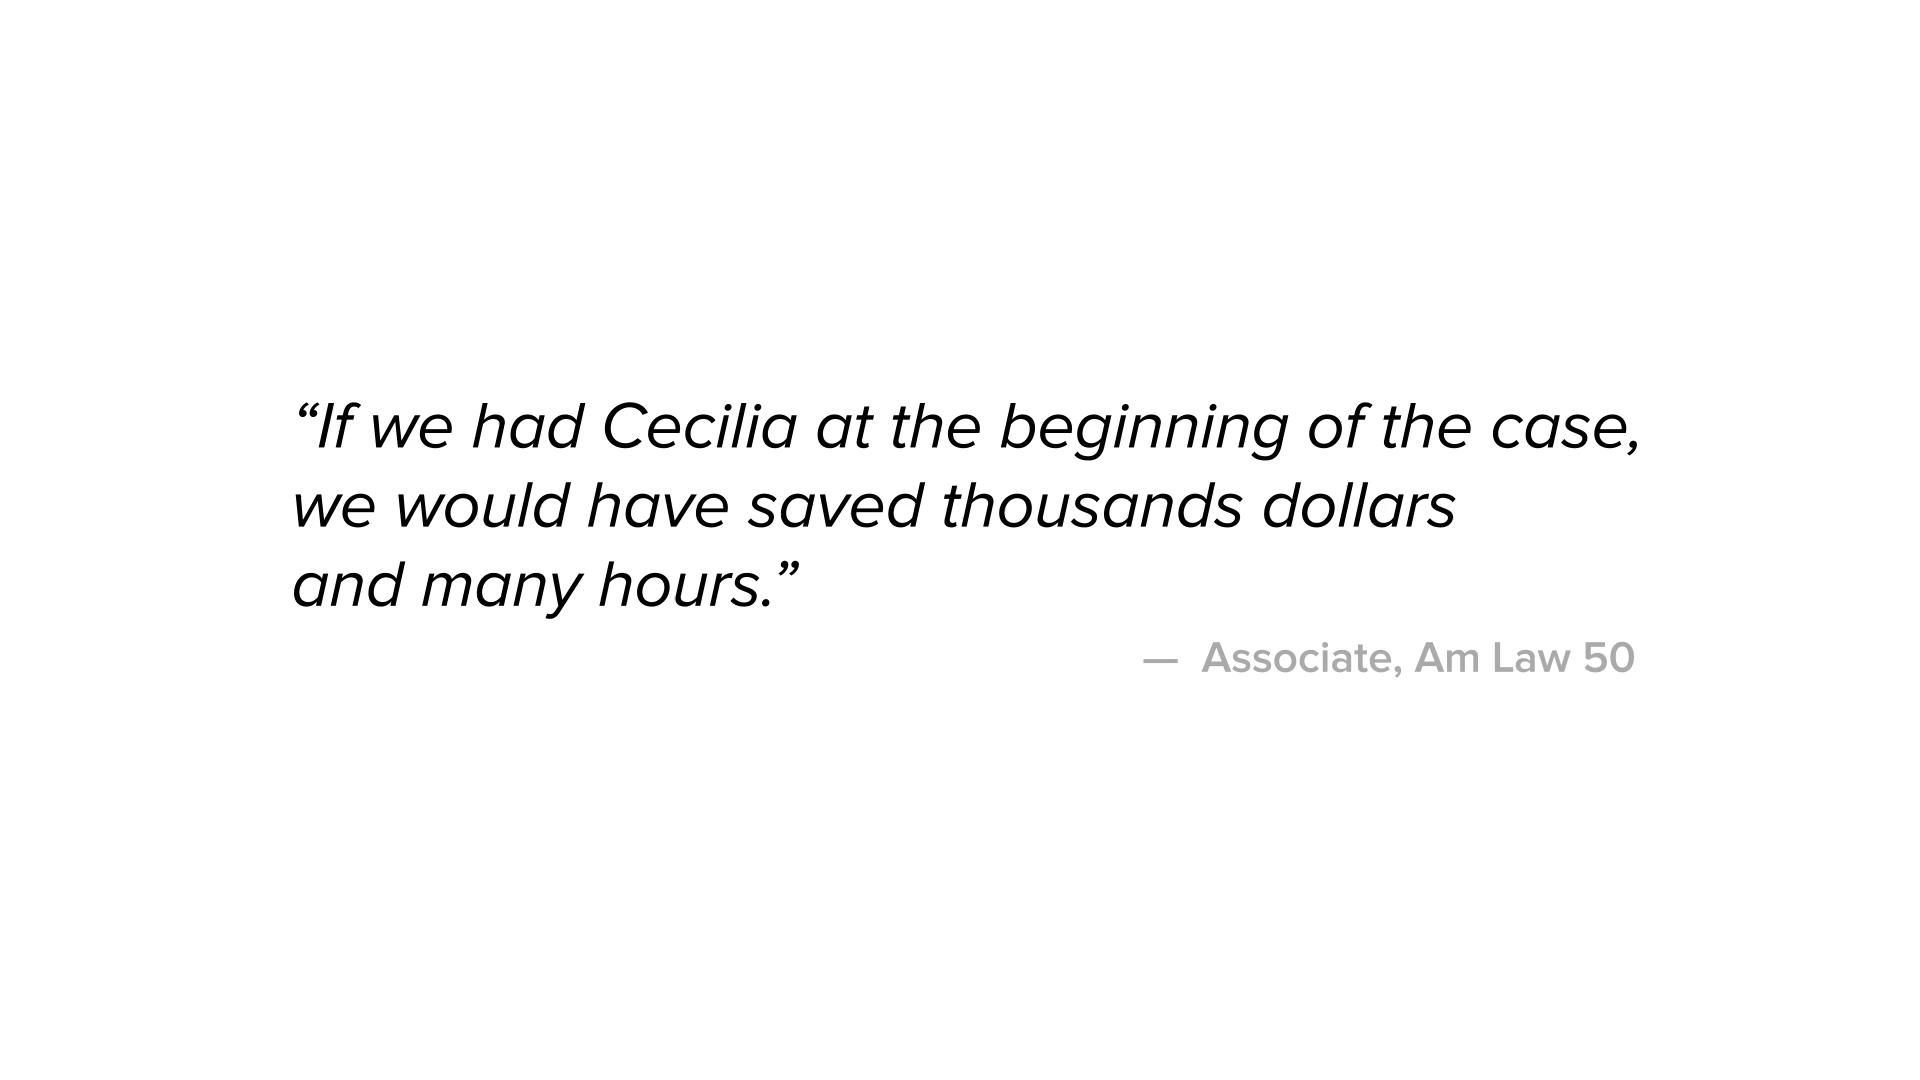 “If we had Cecilia at the beginning of the case,
we would have saved thousands dollars
and many hours.”
— Associate, Am Law 50